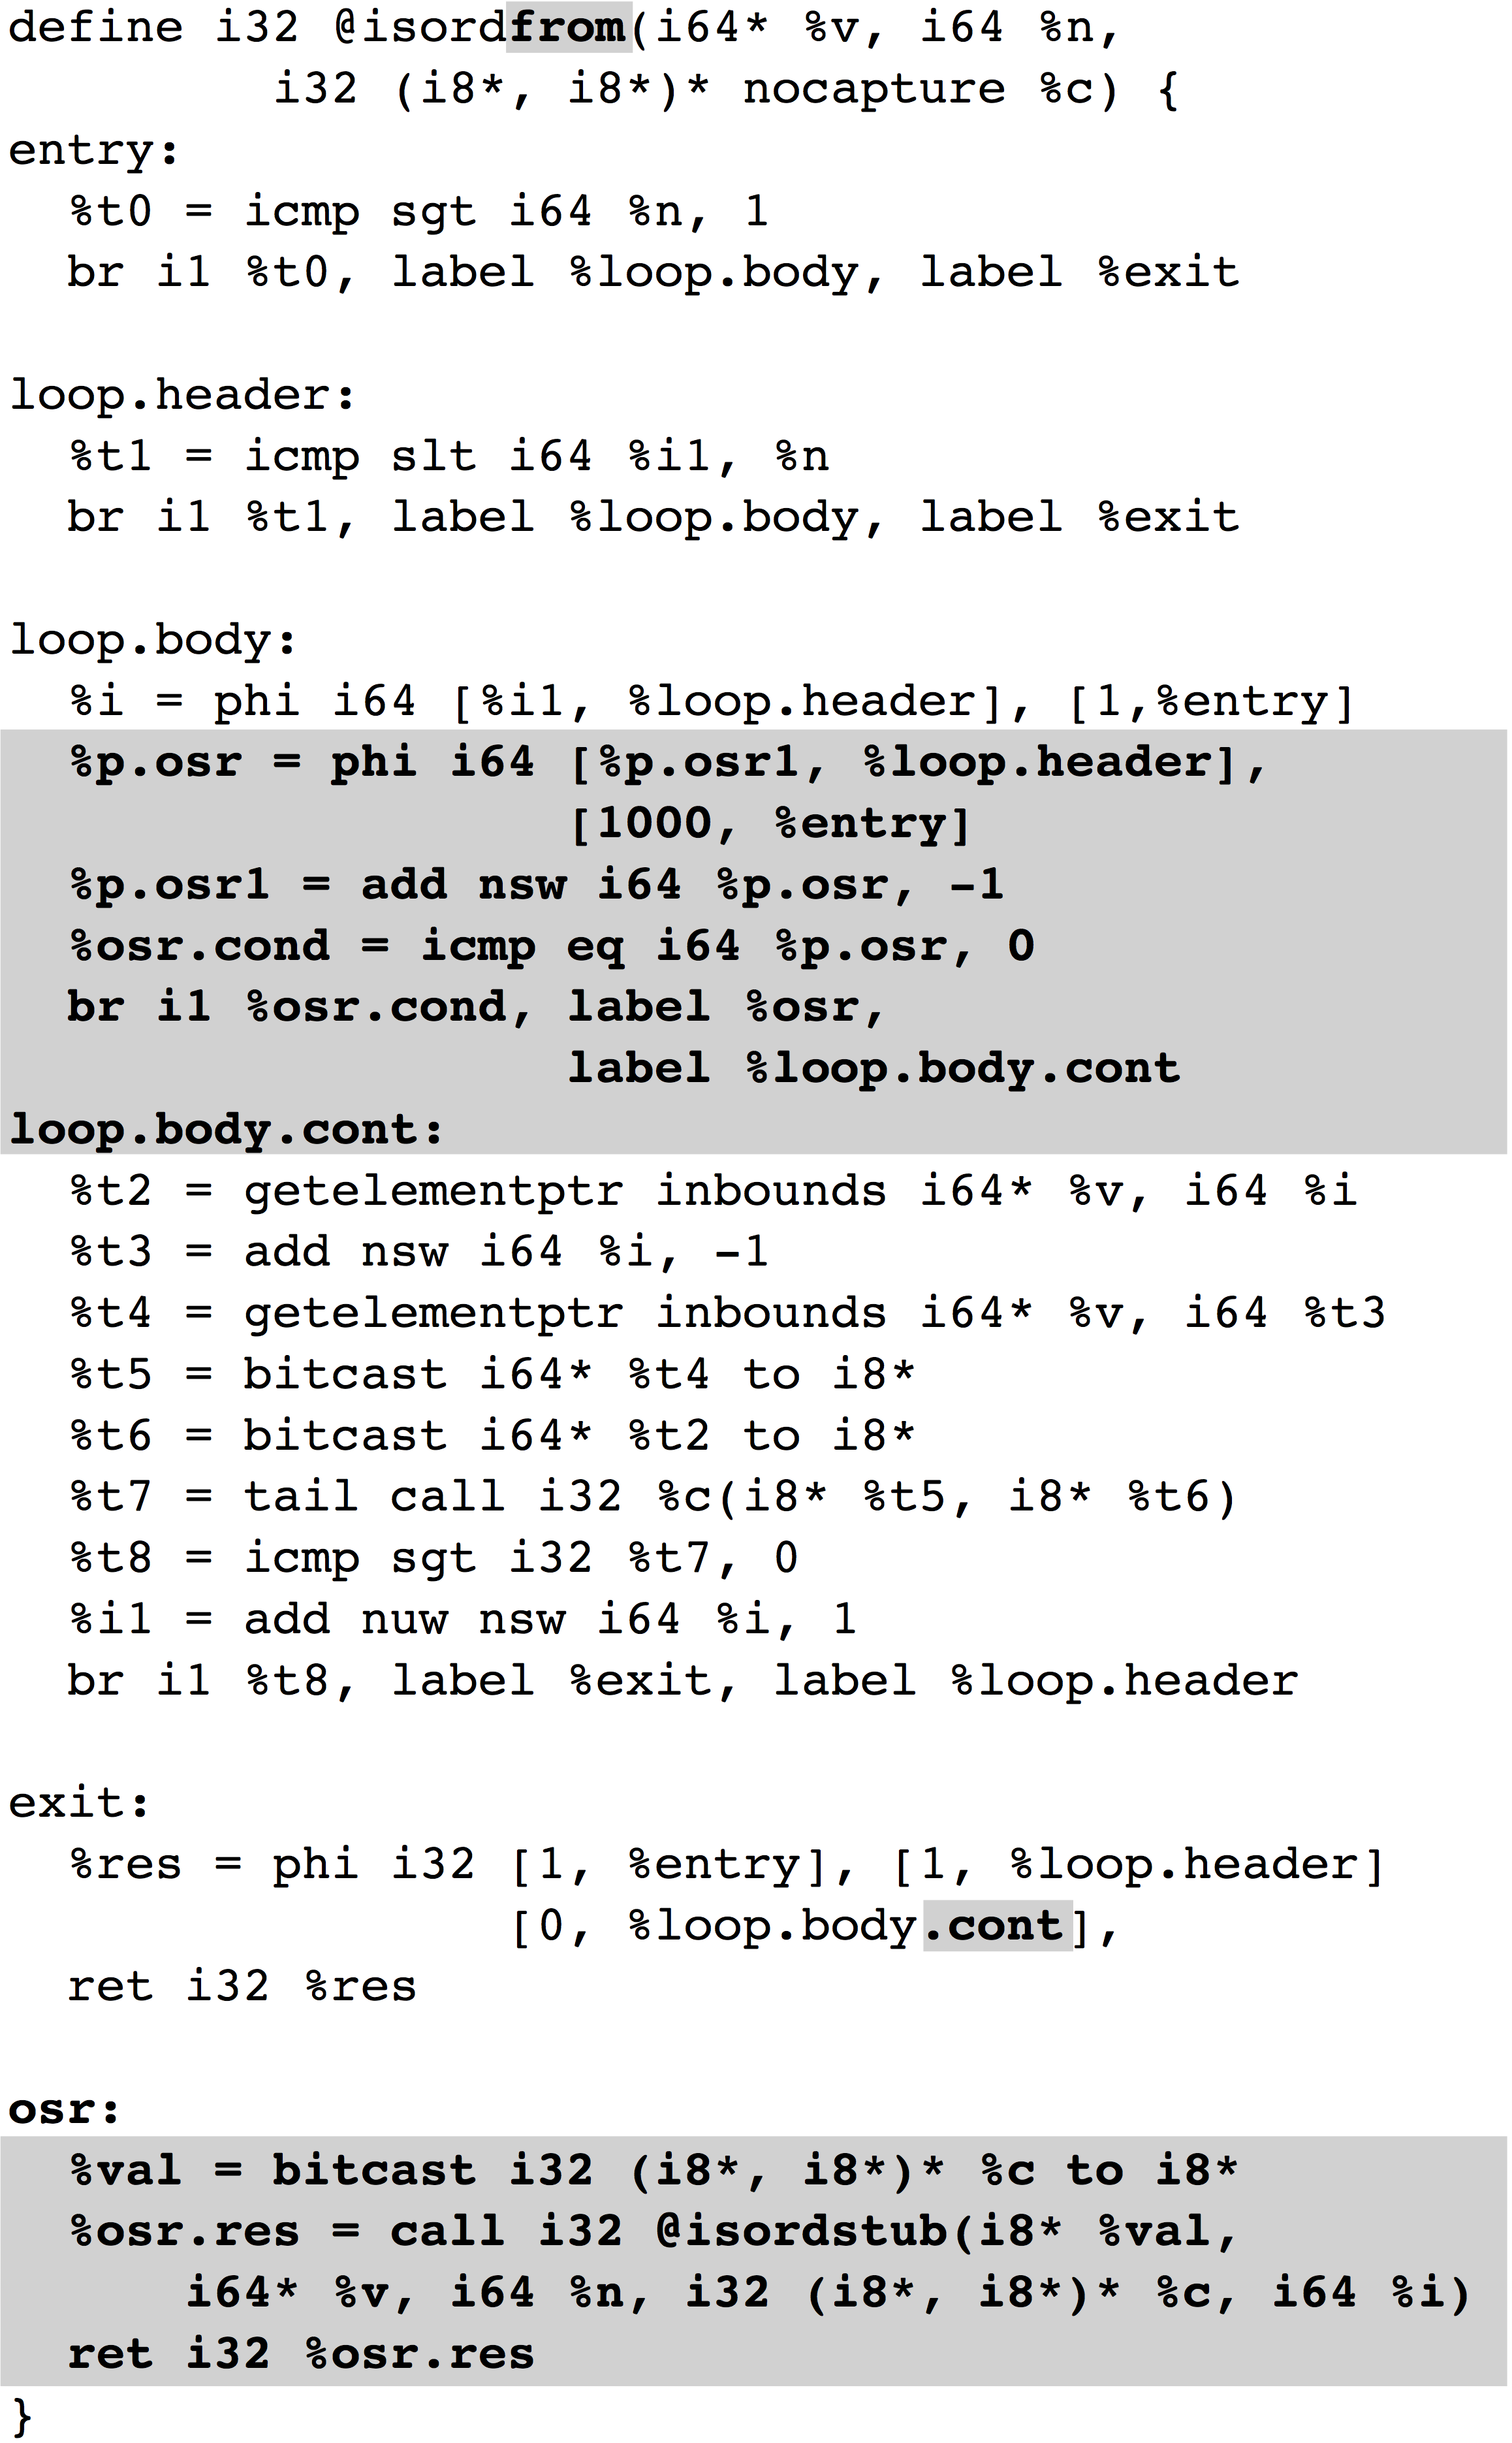 define i32 @isordfrom(i64* %v, i64 %n,
i32 (i8*, i8*)* nocapture %c) {
entry:
%t0 = icmp sgt i64 %n, 1
br i1 %t0, label %loop.body, label %exit
loop.header:
%t1 = icmp slt i64 %i1, %n
br i1 %t1, label %loop.body, label %exit
loop.body:
%i = phi i64 [%i1, %loop.header], [1,%entry]
%p.osr = phi i64 [%p.osr1, %loop.header],
[1000, %entry]
%p.osr1 = add nsw i64 %p.osr, -1
%osr.cond = icmp eq i64 %p.osr, 0
br i1 %osr.cond, label %osr,
label %loop.body.cont
loop.body.cont:
%t2 = getelementptr inbounds i64* %v, i64 %i
%t3 = add nsw i64 %i, -1
%t4 = getelementptr inbounds i64* %v, i64 %t3
%t5 = bitcast i64* %t4 to i8*
%t6 = bitcast i64* %t2 to i8*
%t7 = tail call i32 %c(i8* %t5, i8* %t6)
%t8 = icmp sgt i32 %t7, 0
%i1 = add nuw nsw i64 %i, 1
br i1 %t8, label %exit, label %loop.header
exit:
%res = phi i32 [1, %entry], [1, %loop.header]
[0, %loop.body.cont],
ret i32 %res
osr:
%val = bitcast i32 (i8*, i8*)* %c to i8*
%osr.res = call i32 @isordstub(i8* %val,
i64* %v, i64 %n, i32 (i8*, i8*)* %c, i64 %i)
ret i32 %osr.res
}